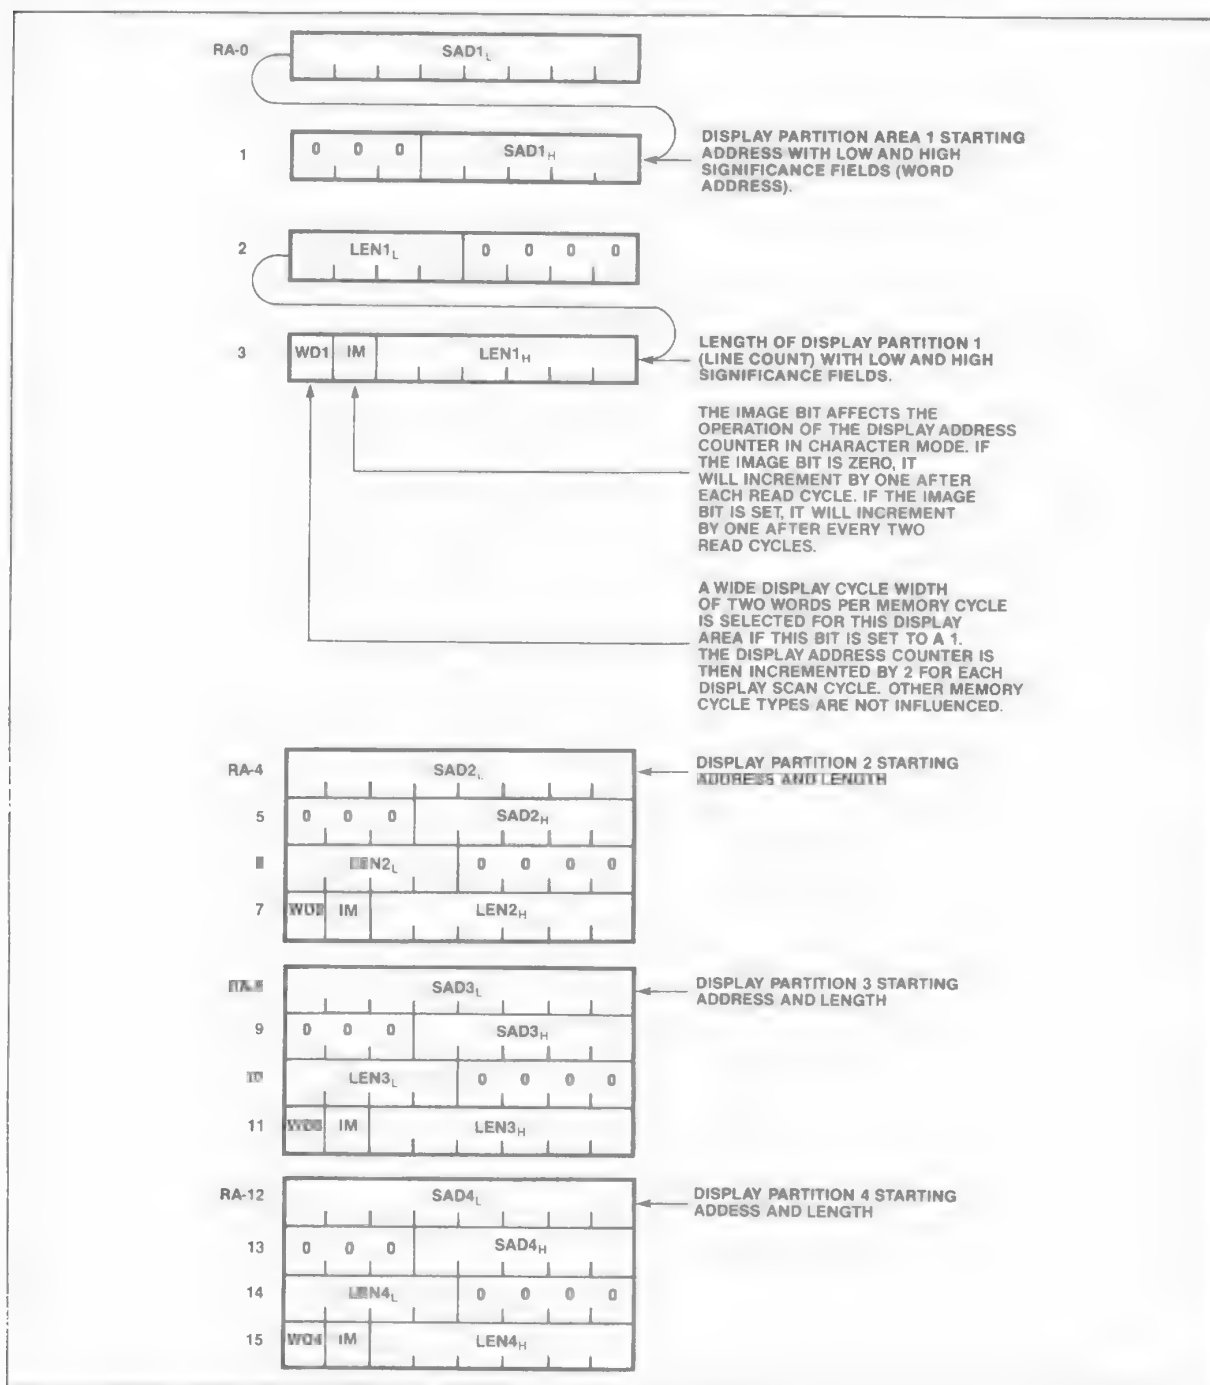 RA-0 SAD1L
1 0 0 0 SAD1H
DISPLAY PARTITION AREA 1 STARTING
ADDRESS WITH LOW AND HIGH
SIGNIFICANCE FIELDS (WORD
ADDRESS).
2 LEN1L 0 0 0 0
3 WD1 IM LEN1H
LENGTH OF DISPLAY PARTITION 1
(LINE COUNT) WITH LOW AND HIGH
SIGNIFICANCE FIELDS.
THE IMAGE BIT AFFECTS THE
OPERATION OF THE DISPLAY ADDRESS
COUNTER IN CHARACTER MODE. IF
THE IMAGE BIT IS ZERO, IT
WILL INCREMENT BY ONE AFTER
EACH READ CYCLE. IF THE IMAGE
BIT IS SET, IT WILL INCREMENT
BY ONE AFTER EVERY TWO
READ CYCLES.
A WIDE DISPLAY CYCLE WIDTH
OF TWO WORDS PER MEMORY CYCLE
IS SELECTED FOR THIS DISPLAY
AREA IF THIS BIT IS SET TO A 1.
THE DISPLAY ADDRESS COUNTER IS
THEN INCREMENTED BY 2 FOR EACH
DISPLAY SCAN CYCLE. OTHER MEMORY
CYCLE TYPES ARE NOT INFLUENCED.
RA-4 SAD2L
DISPLAY PARTITION 2 STARTING
ADDRESS AND LENGTH
5 0 0 0 SAD2H
LEN2L 0 0 0 0
7 IM LEN2H
SAD3L
DISPLAY PARTITION 3 STARTING
ADDRESS AND LENGTH
9 0 0 0 SAD3H
10 LEN3L 0 0 0 0
11 IM LEN3H
RA-12 SAD4L
DISPLAY PARTITION 4 STARTING
ADDESS AND LENGTH
13 0 0 0 SAD4H
14 LEN4L 0 0 0 0
15 WD4 IM LEN4H